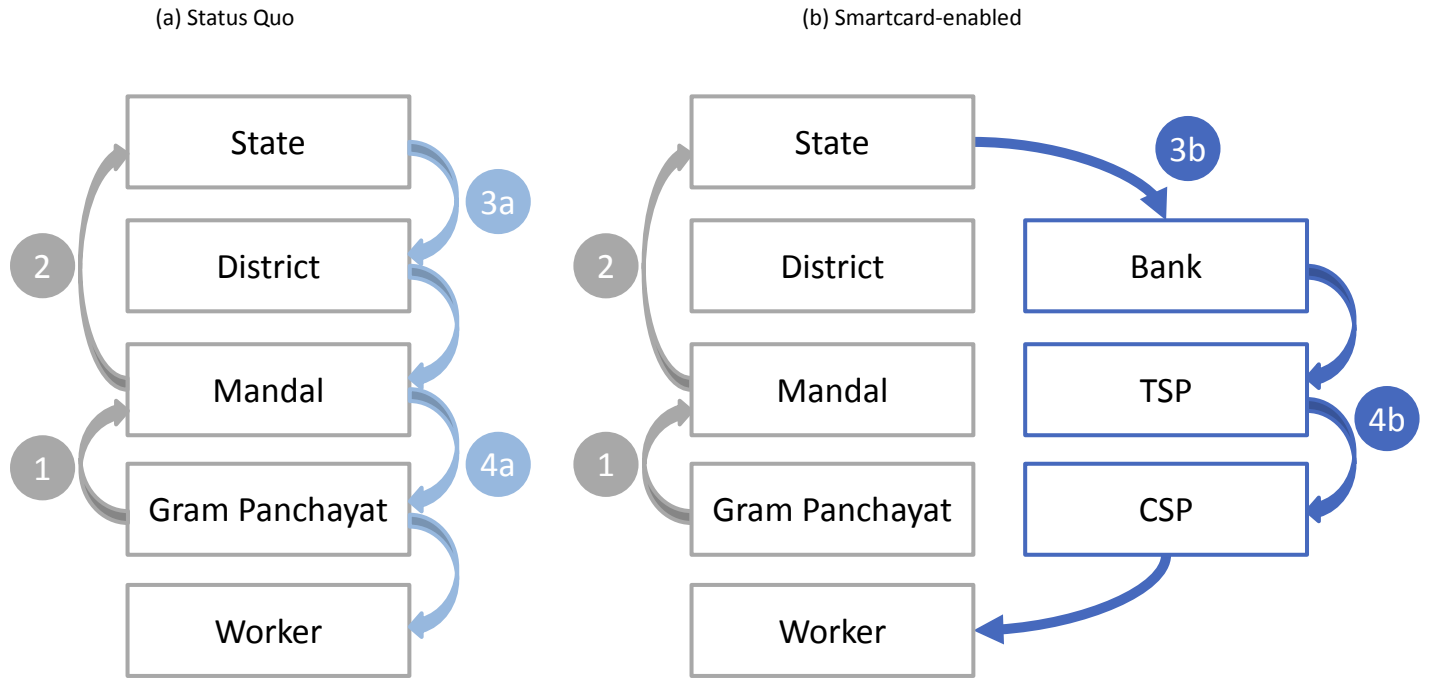 (a) Status Quo
State
3a
District
2
Mandal
1
4a
Gram Panchayat
Worker
(b) Smartcard-enabled
State
3b
District
Bank
2
Mandal
TSP
4b
1
Gram Panchayat
CSP
Worker